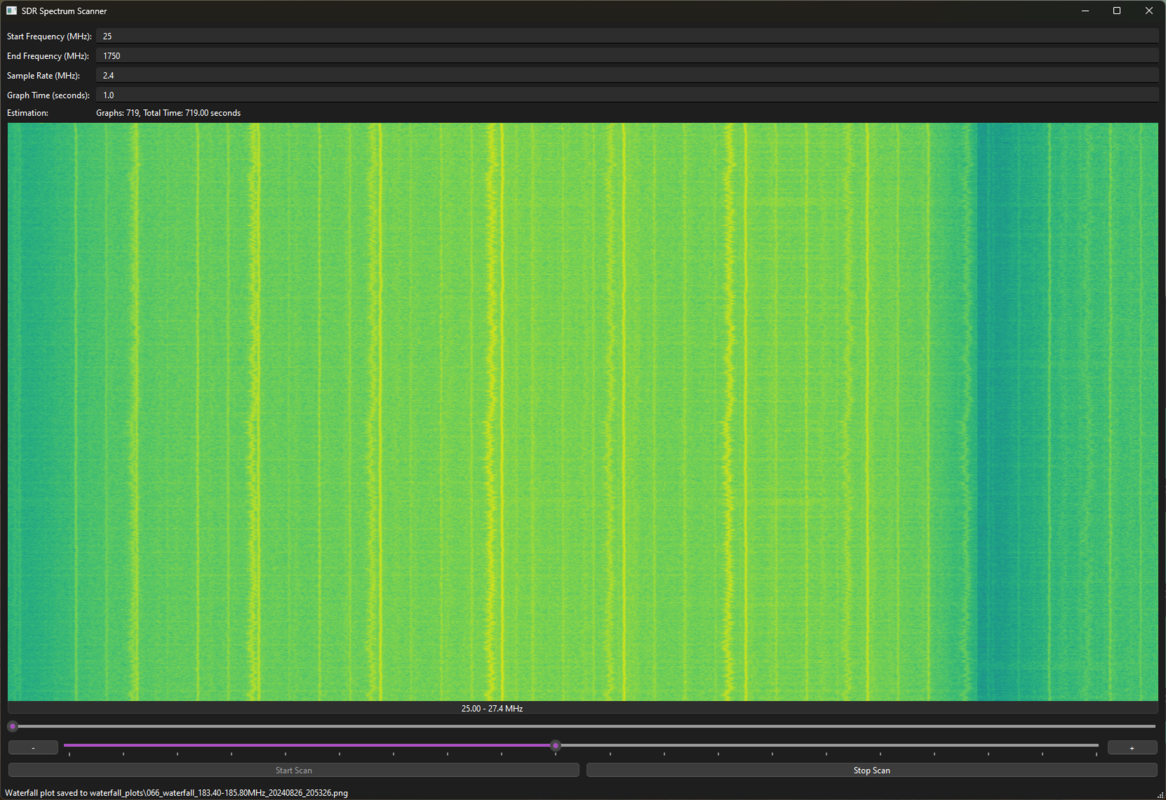 SDR Spectrum Scanner
Start Frequency (MHz): 25
End Frequency (MHz): 1750
Sample Rate (MHz): 2.4
Graph Time (seconds): 1.0
Estimation: Graphs: 719, Total Time: 719.00 seconds
25.00 - 27.4 MHz
- +
Start Scan Stop Scan
Waterfall plot saved to waterfall_plots\066_waterfall_183.40-185.80MHz_20240826_205326.png